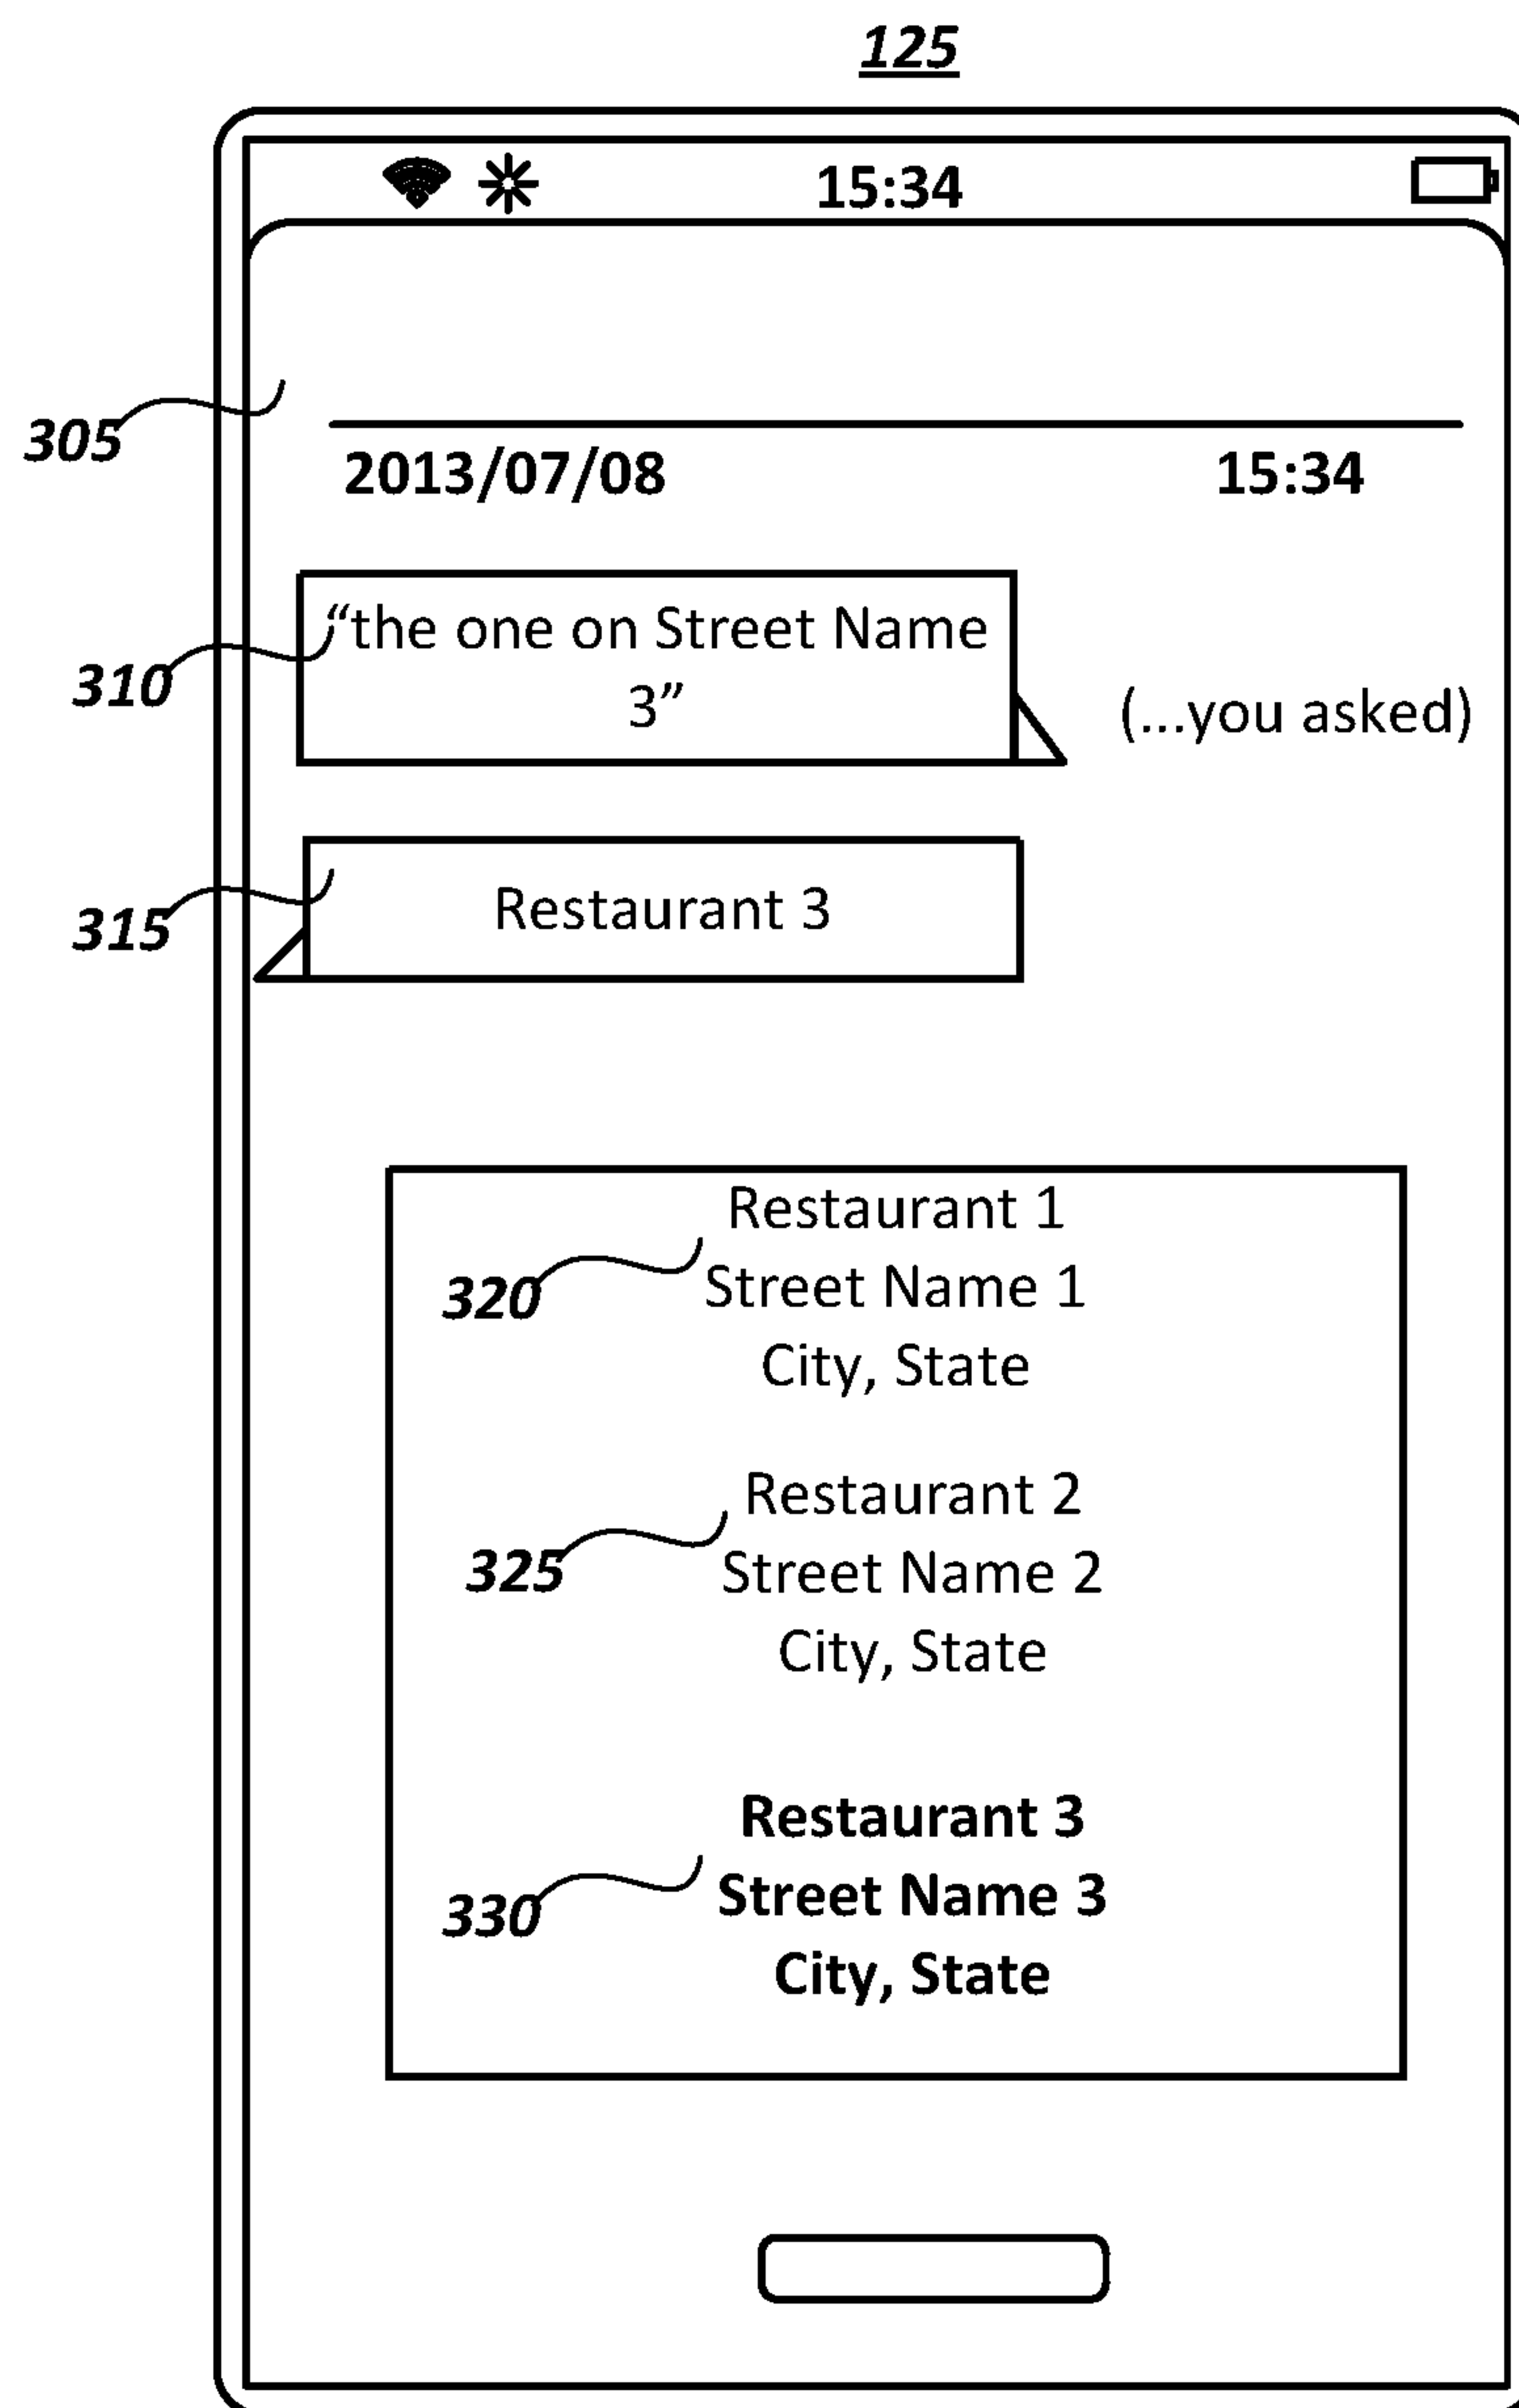 125
15:34
305
2013/07/08 15:34
310
“the one on Street Name
3”
(...you asked)
315
Restaurant 3
Restaurant 1
320
Street Name 1
City, State
Restaurant 2
325
Street Name 2
City, State
Restaurant 3
330
Street Name 3
City, State